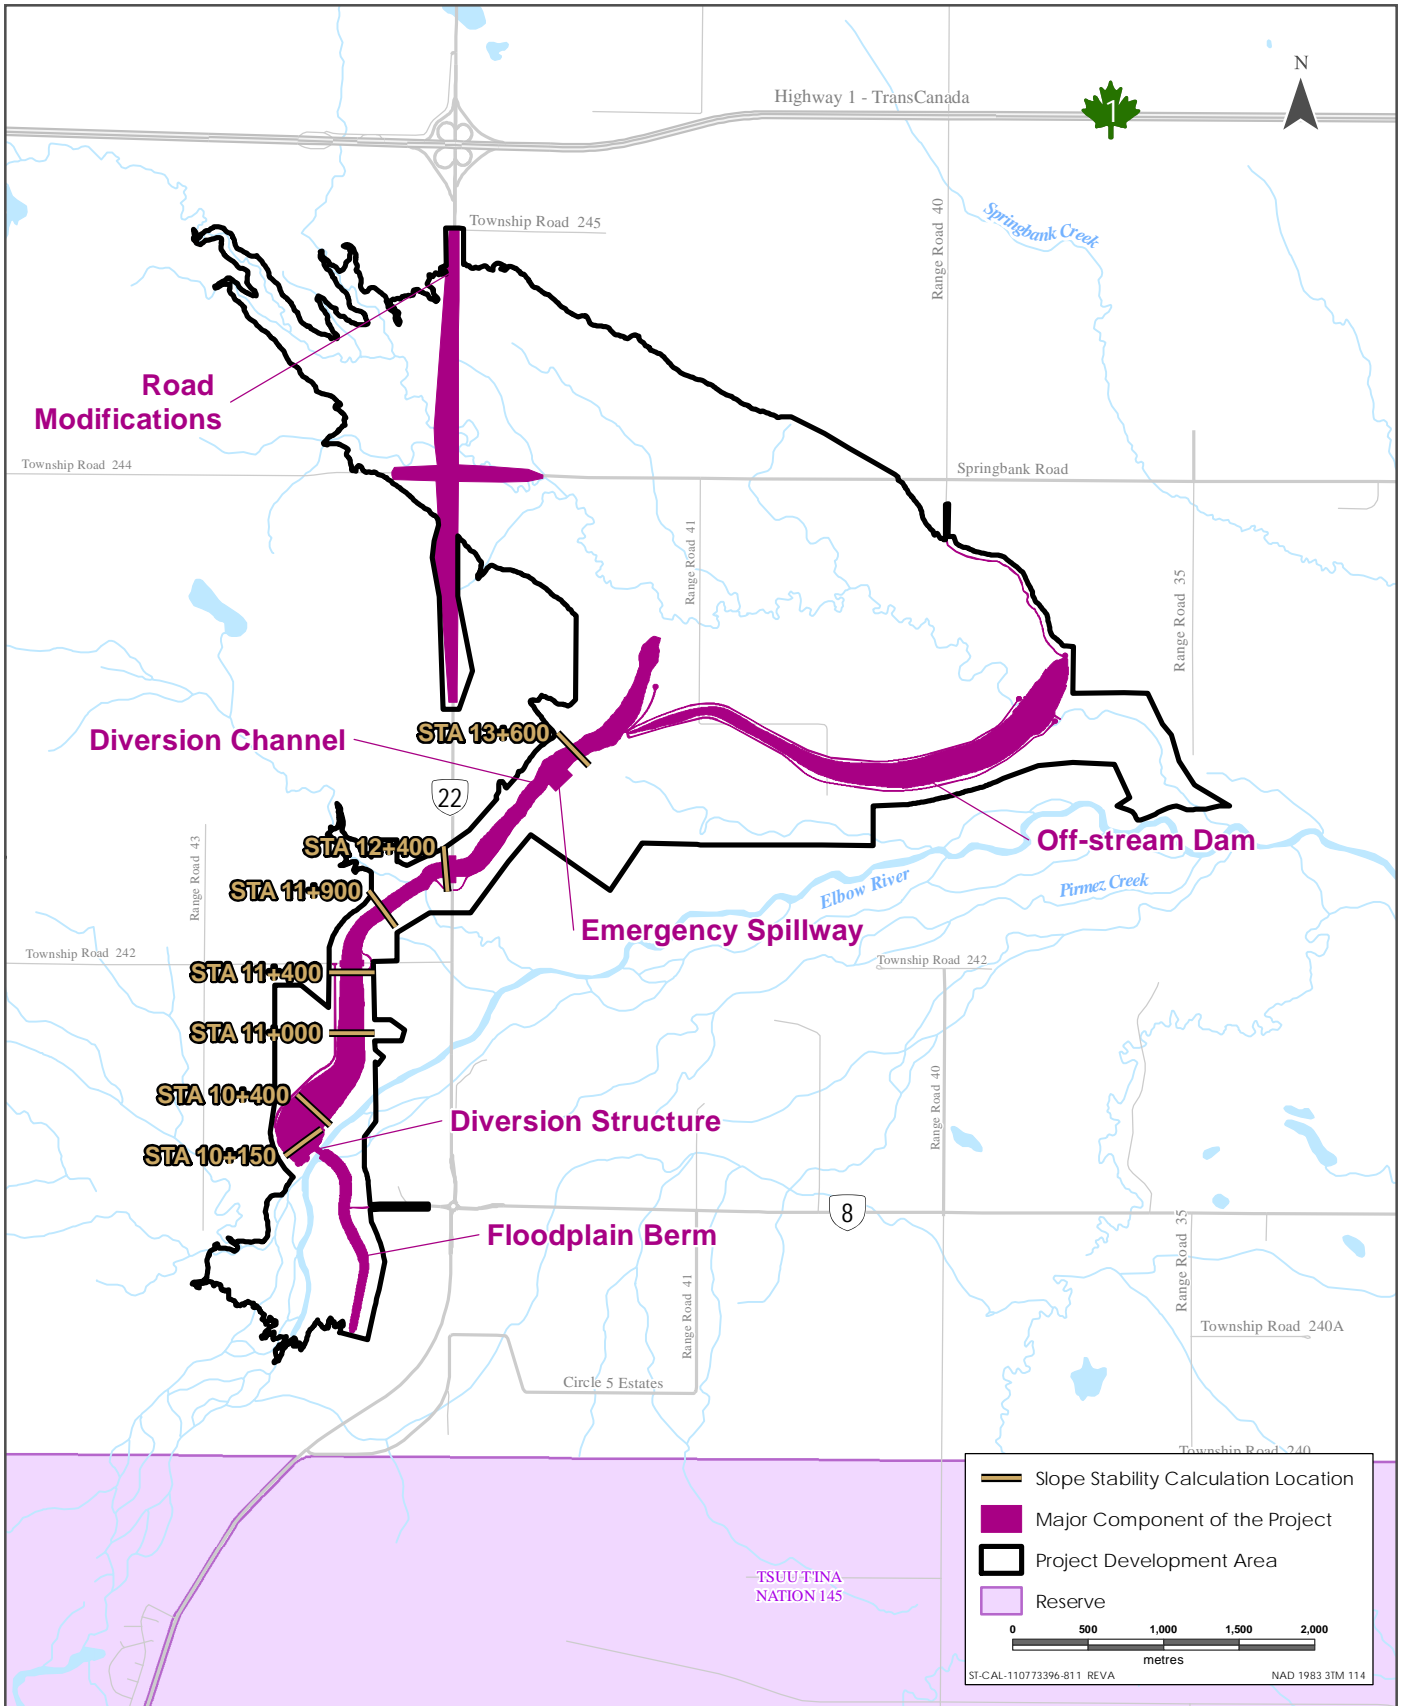 N
Highway 1 - TransCanada
1
Township Road 245
Range Road 40
Springbank Creek
Road
Modifications
Township Road 244
Springbank Road
Range Road 41
Range Road 35
STA 13+600
Diversion Channel
22
Off-stream Dam
STA 12+400
Range Road 43
STA 11+900
Elbow River
Pirmez Creek
Emergency Spillway
Township Road 242
Township Road 242
STA 11+400
STA 11+000
Range Road 40
STA 10+400
Diversion Structure
STA 10+150
8
Floodplain Berm
Range Road 41
Range Road 35
Township Road 240A
Circle 5 Estates
Township Road 240
Slope Stability Calculation Location
Major Component of the Project
Project Development Area
TSUU T'INA
NATION 145
Reserve
0 500 1,000 1,500 2,000
metres
ST-CAL-110773396-811 REVA NAD 1983 3TM 114